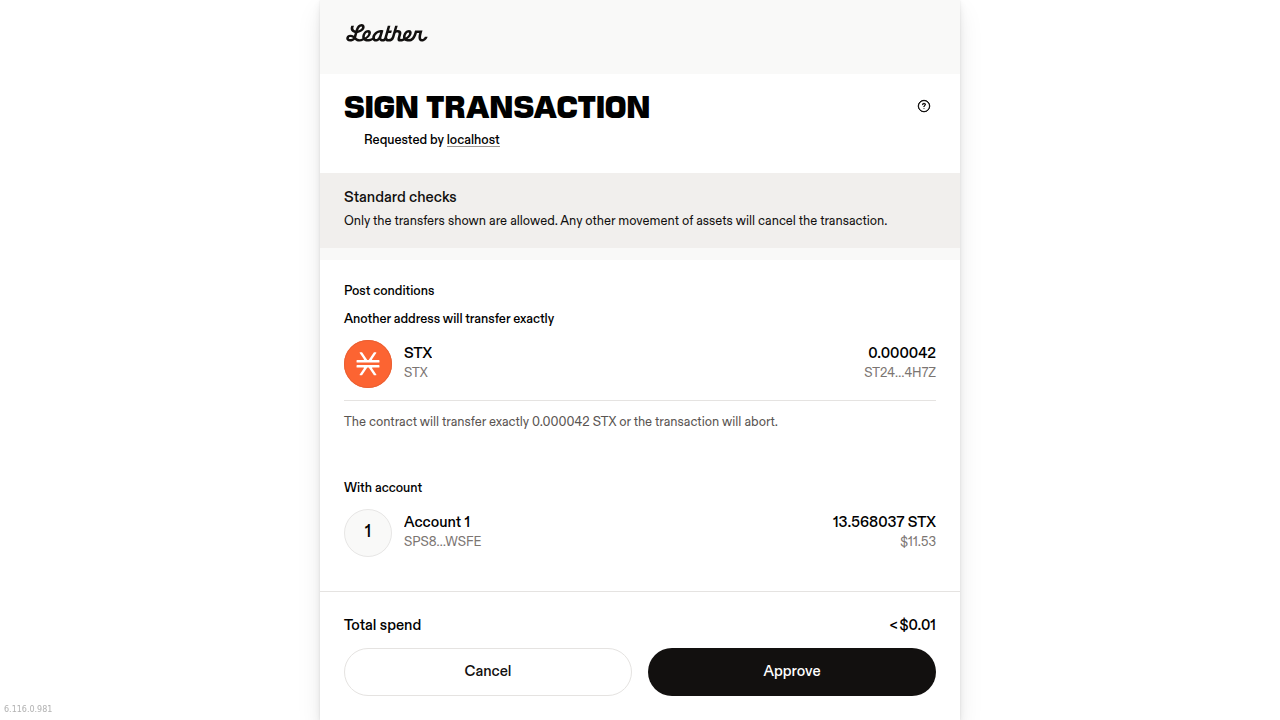 Leather
SIGN TRANSACTION
Requested by localhost
Standard checks
Only the transfers shown are allowed. Any other movement of assets will cancel the transaction.
Post conditions
Another address will transfer exactly
STX 0.000042
STX ST24...4H7Z
The contract will transfer exactly 0.000042 STX or the transaction will abort.
With account
1
Account 1 13.568037 STX
SPS8...WSFE $11.53
Total spend <$0.01
Cancel Approve
6.116.0.981